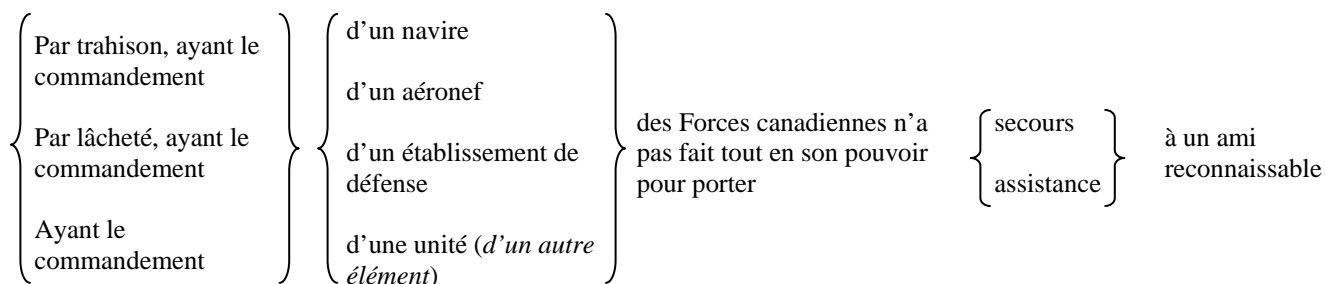 Par trahison, ayant le
commandement
Par lâcheté, ayant le
commandement
Ayant le
commandement
d’un navire
d’un aéronef
d’un établissement de
défense
d’une unité (d’un autre
élément)
des Forces canadiennes n’a
pas fait tout en son pouvoir
pour porter
secours
assistance
à un ami
reconnaissable